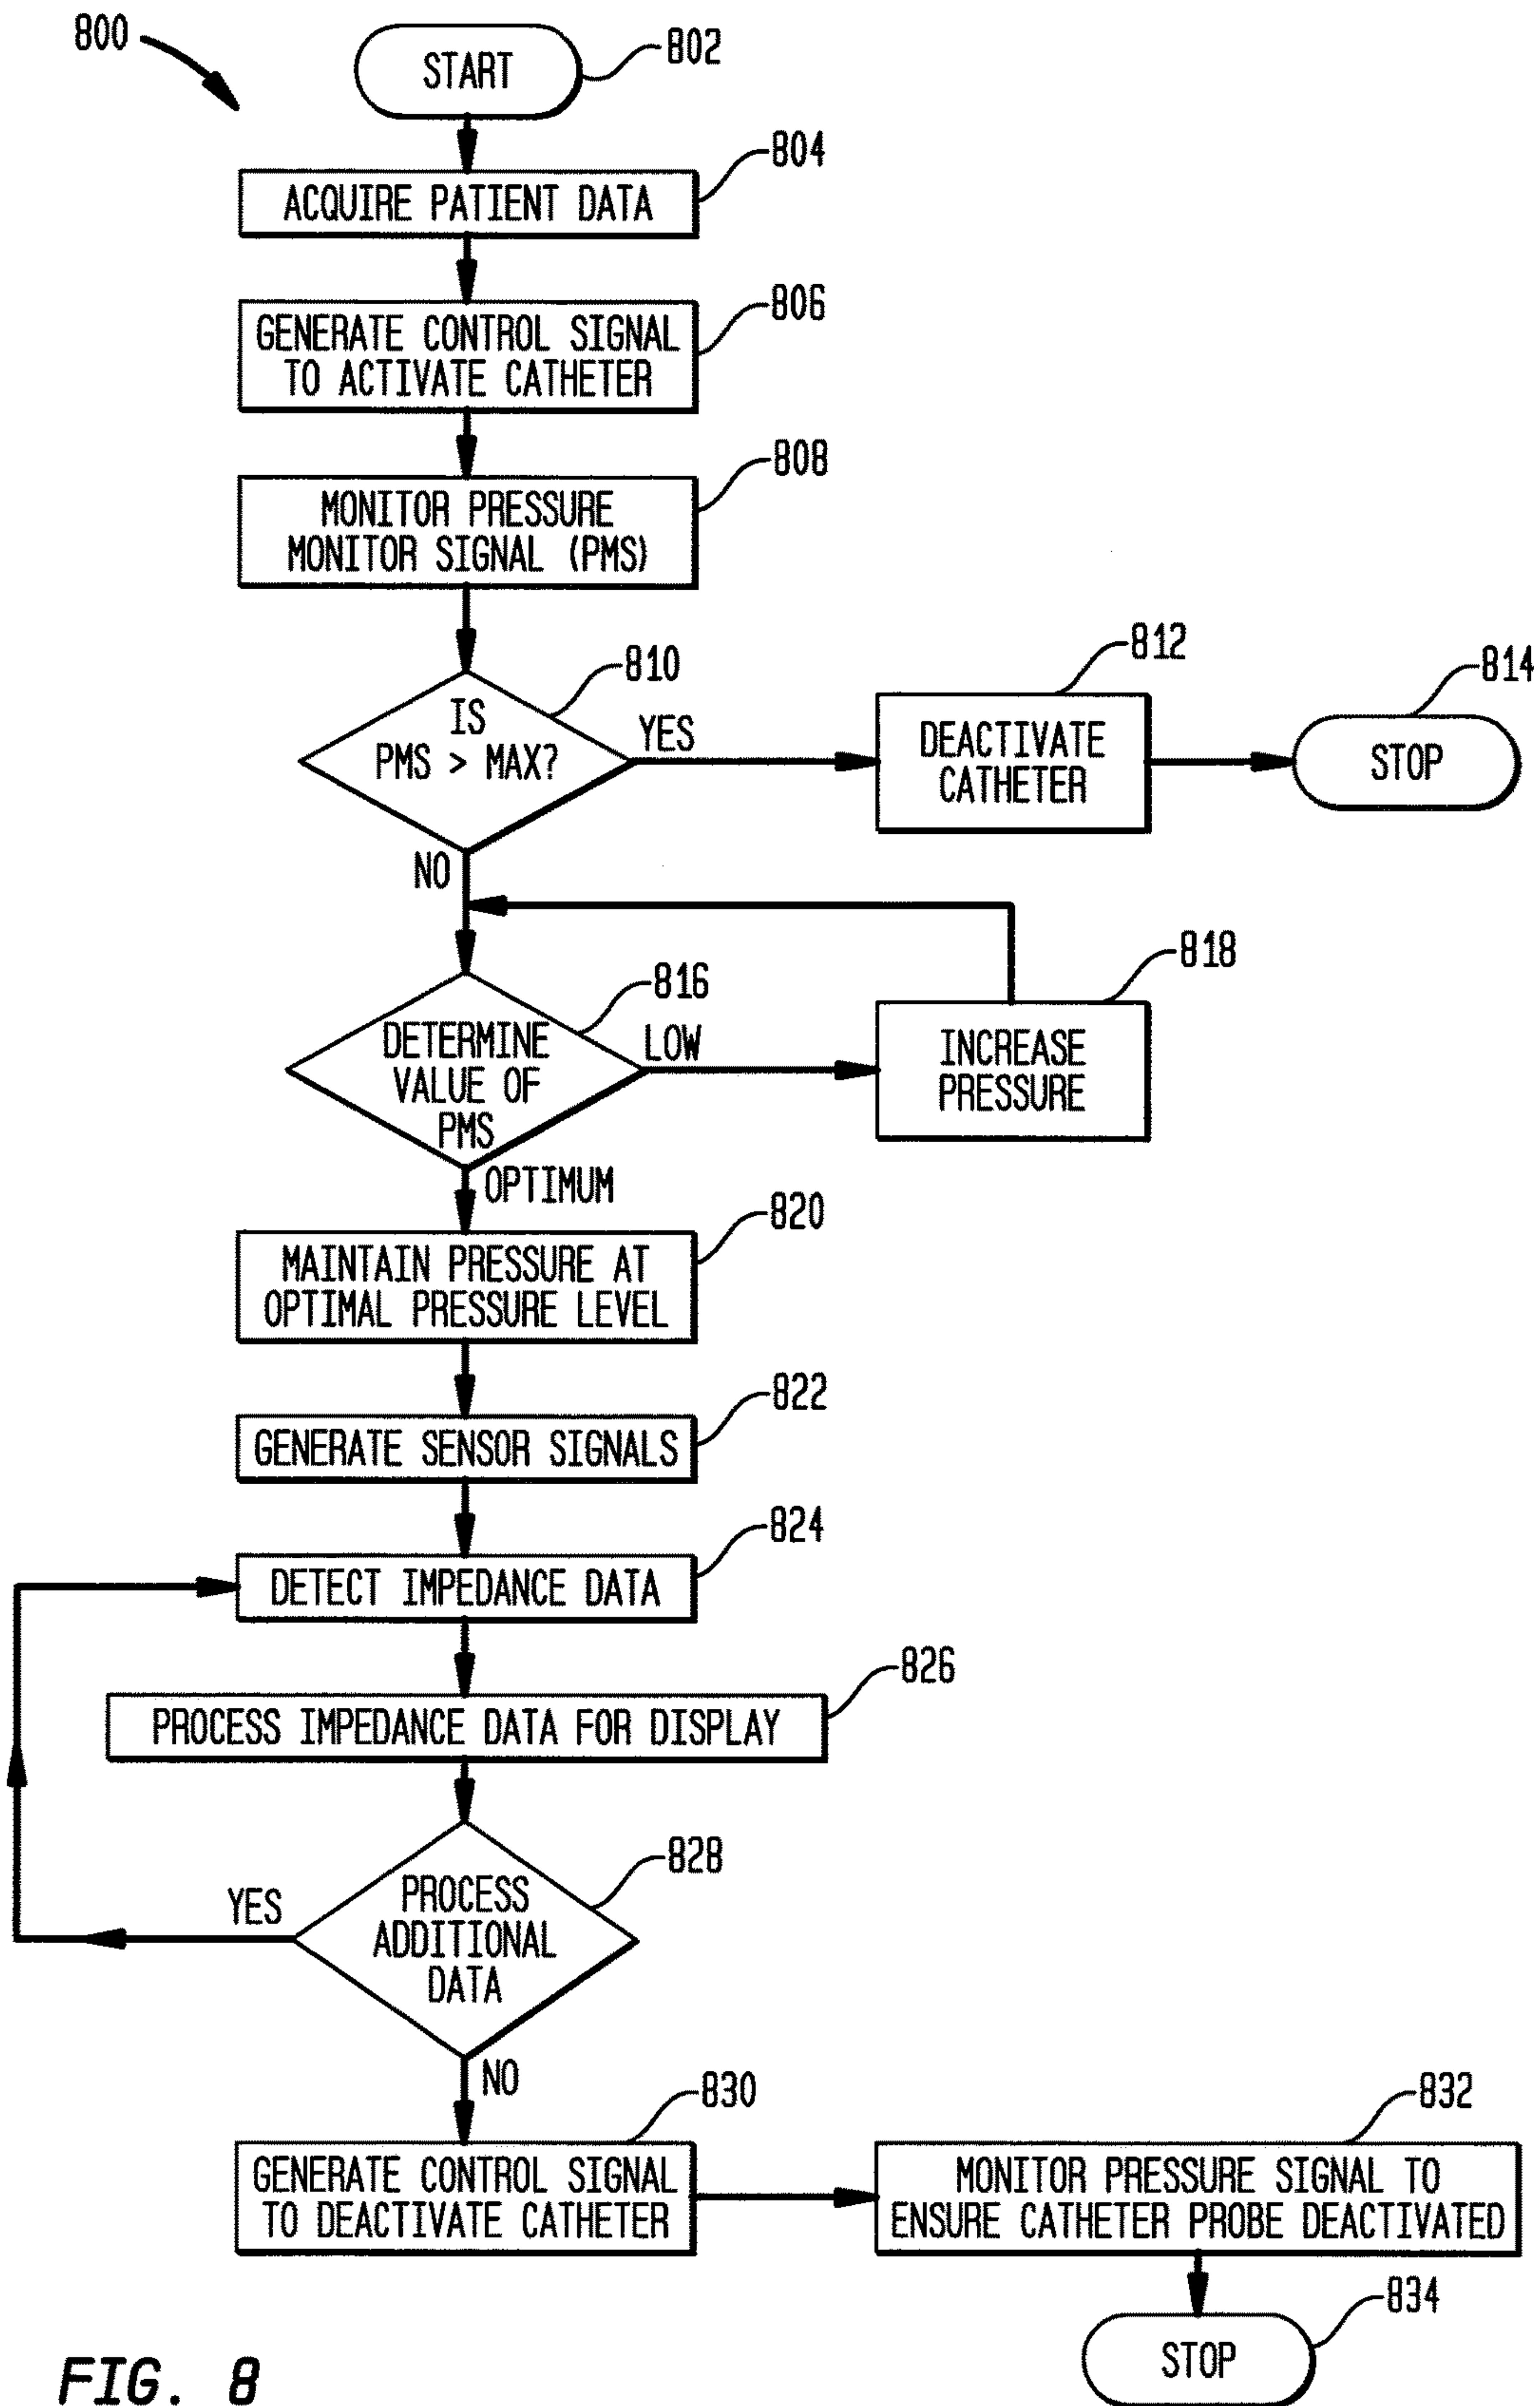 800
START
802
804
ACQUIRE PATIENT DATA
806
GENERATE CONTROL SIGNAL
TO ACTIVATE CATHETER
808
MONITOR PRESSURE
MONITOR SIGNAL (PMS)
810
IS
PMS > MAX?
YES
812
DEACTIVATE
CATHETER
814
STOP
NO
816
DETERMINE
VALUE OF
PMS
LOW
818
INCREASE
PRESSURE
OPTIMUM
820
MAINTAIN PRESSURE AT
OPTIMAL PRESSURE LEVEL
822
GENERATE SENSOR SIGNALS
824
DETECT IMPEDANCE DATA
826
PROCESS IMPEDANCE DATA FOR DISPLAY
828
PROCESS
ADDITIONAL
DATA
YES
NO
830
GENERATE CONTROL SIGNAL
TO DEACTIVATE CATHETER
832
MONITOR PRESSURE SIGNAL TO
ENSURE CATHETER PROBE DEACTIVATED
834
STOP
FIG. 8